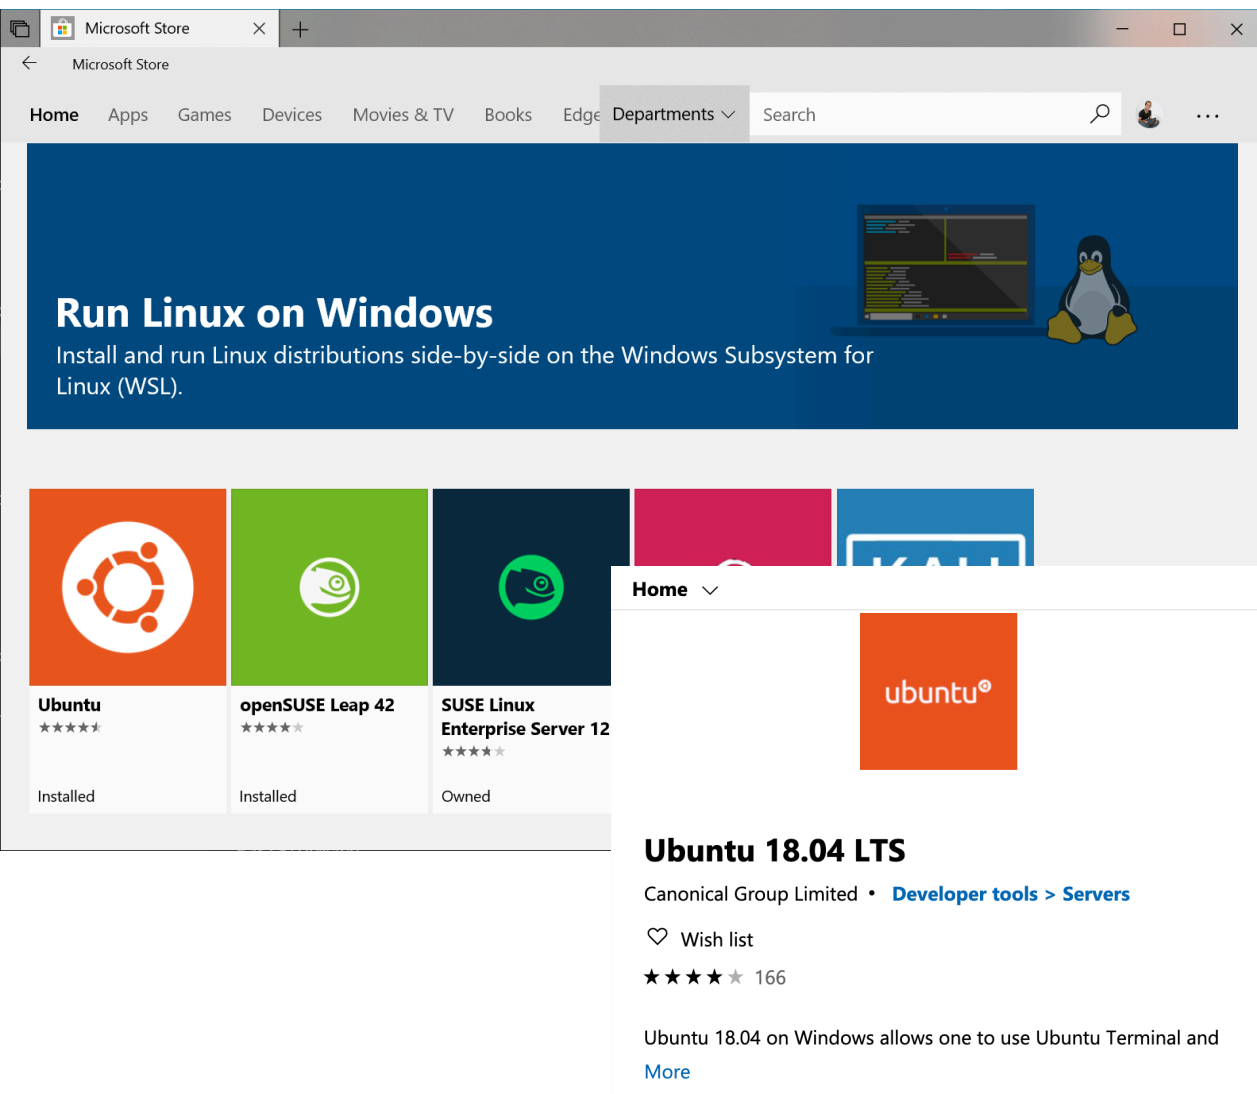 Microsoft Store
Microsoft Store
Home Apps Games Devices Movies & TV Books Edge Departments Search
Run Linux on Windows
Install and run Linux distributions side-by-side on the Windows Subsystem for
Linux (WSL).
Ubuntu
Installed
openSUSE Leap 42
Installed
SUSE Linux
Enterprise Server 12
Owned
KALI
Home
ubuntu
Ubuntu 18.04 LTS
Canonical Group Limited • Developer tools > Servers
Wish list
166
Ubuntu 18.04 on Windows allows one to use Ubuntu Terminal and
More